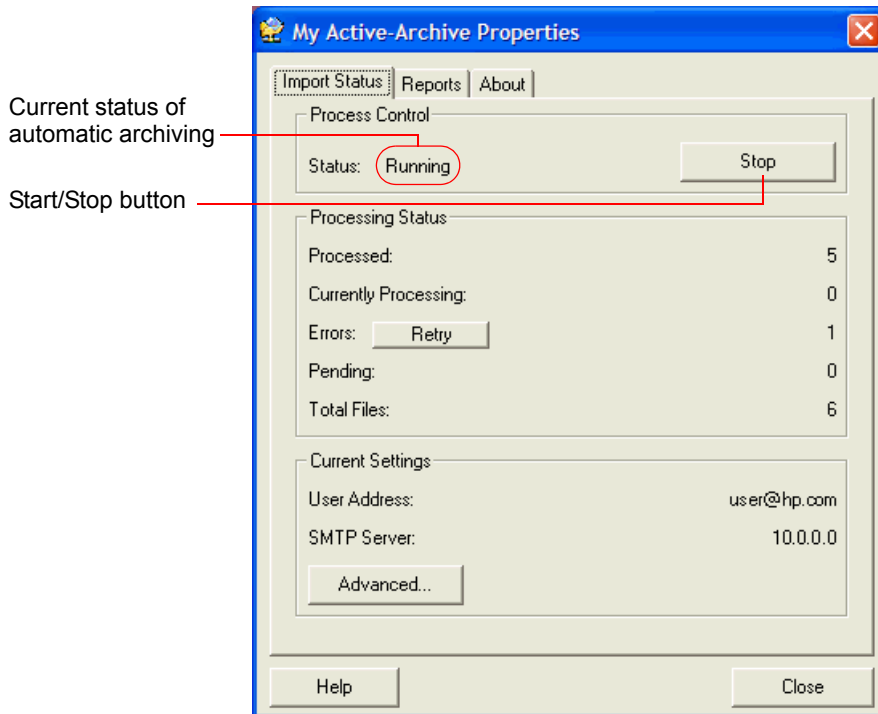 My Active-Archive Properties
Import Status Reports About
Current status of
automatic archiving
Process Control
Status: Running Stop
Start/Stop button
Processing Status
Processed: 5
Currently Processing: 0
Errors: Retry 1
Pending: 0
Total Files: 6
Current Settings
User Address: user@hp.com
SMTP Server: 10.0.0.0
Advanced...
Help Close